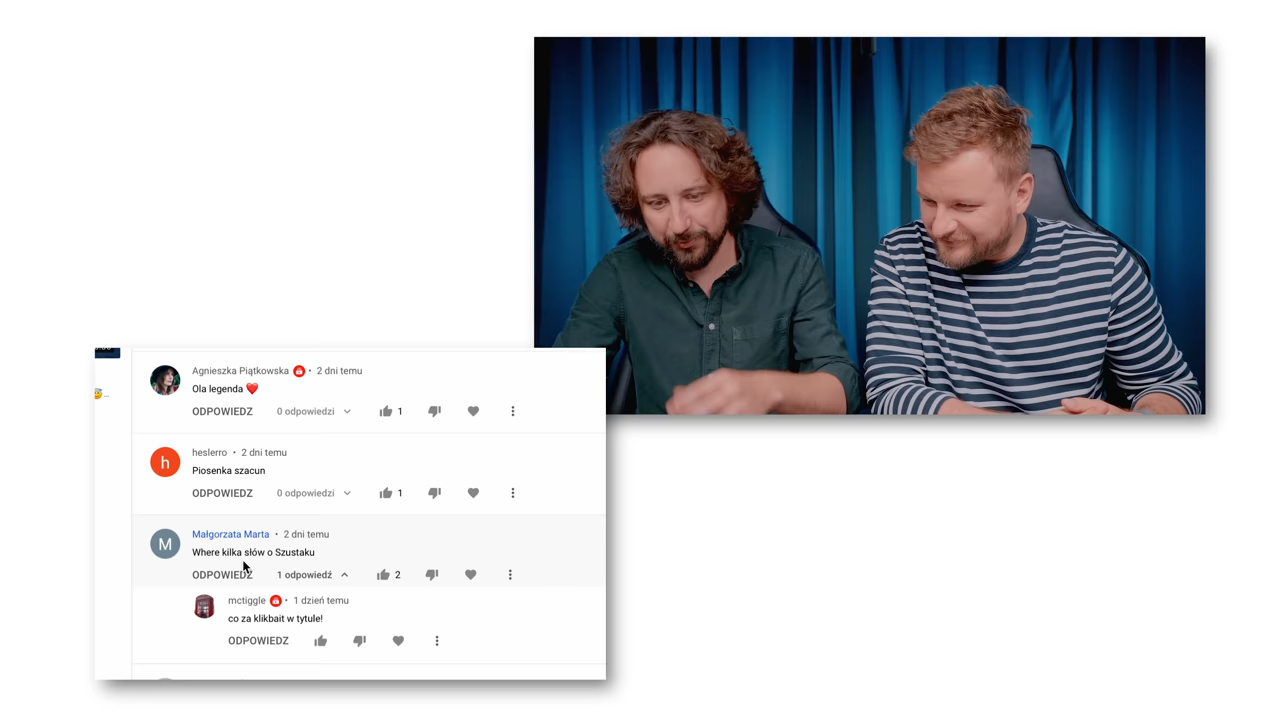 Agnieszka Piątkowska • 2 dni temu
Ola legenda ❤️
ODPOWIEDZ 0 odpowiedzi 1
h
heslerro • 2 dni temu
Piosenka szacun
ODPOWIEDZ 0 odpowiedzi 1
M
Małgorzata Marta • 2 dni temu
Where kilka słów o Szustaku
ODPOWIEDZ 1 odpowiedź 2
mctiggle • 1 dzień temu
co za klikbait w tytule!
ODPOWIEDZ